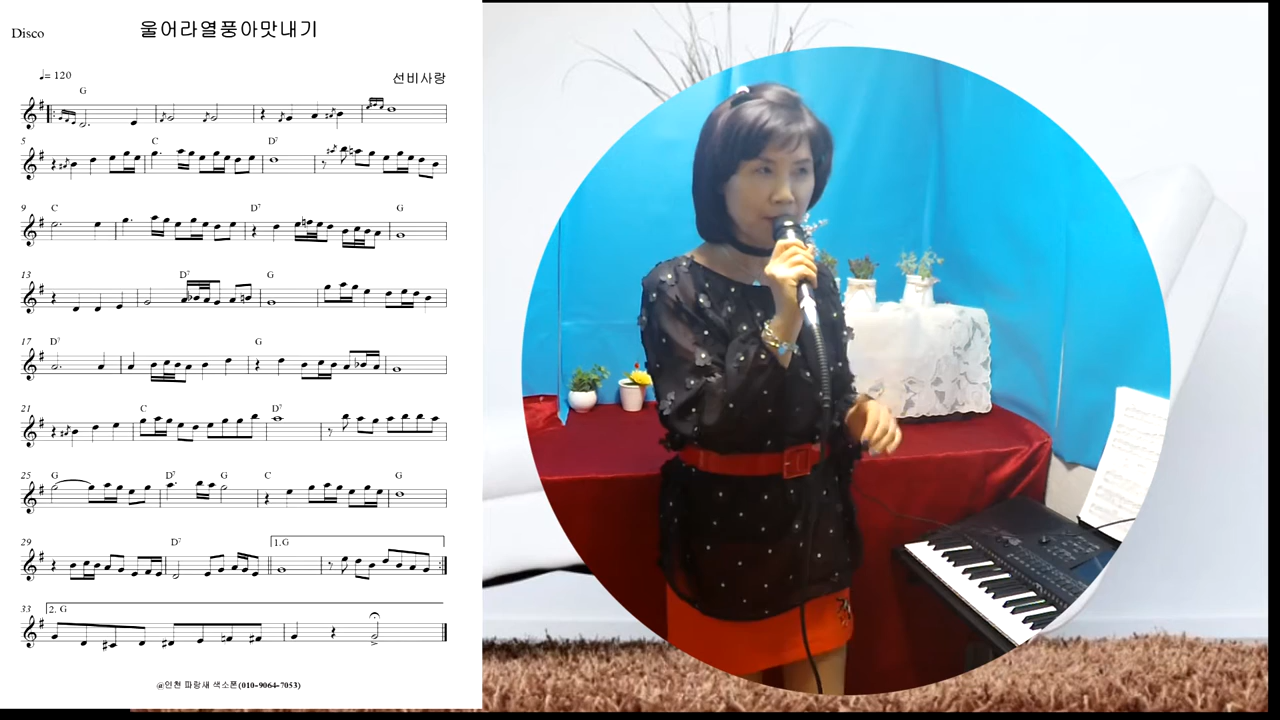 울어라열풍아맛내기
Disco
♩= 120
선비사랑
G
5
C
D7
9
C
D7
G
13
D7
G
17
D7
G
21
C
D7
25
G
D7
G
C
G
29
D7
1.G
33
2. G
@인천 파랑새 색소폰(010-9064-7053)